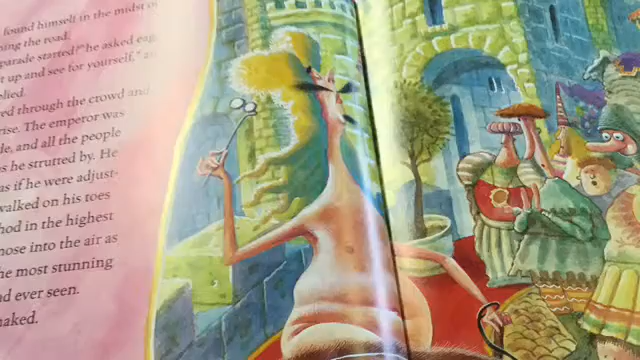 found himself in the midst o
ning the road.
parade started?" he asked eag
t up and see for yourself,"
plied.
ed through the crowd and
rise. The emperor was
de, and all the people
s he strutted by. He
as if he were adjust-
walked on his toes
hod in the highest
nose into the air as
he most stunning
d ever seen.
naked.